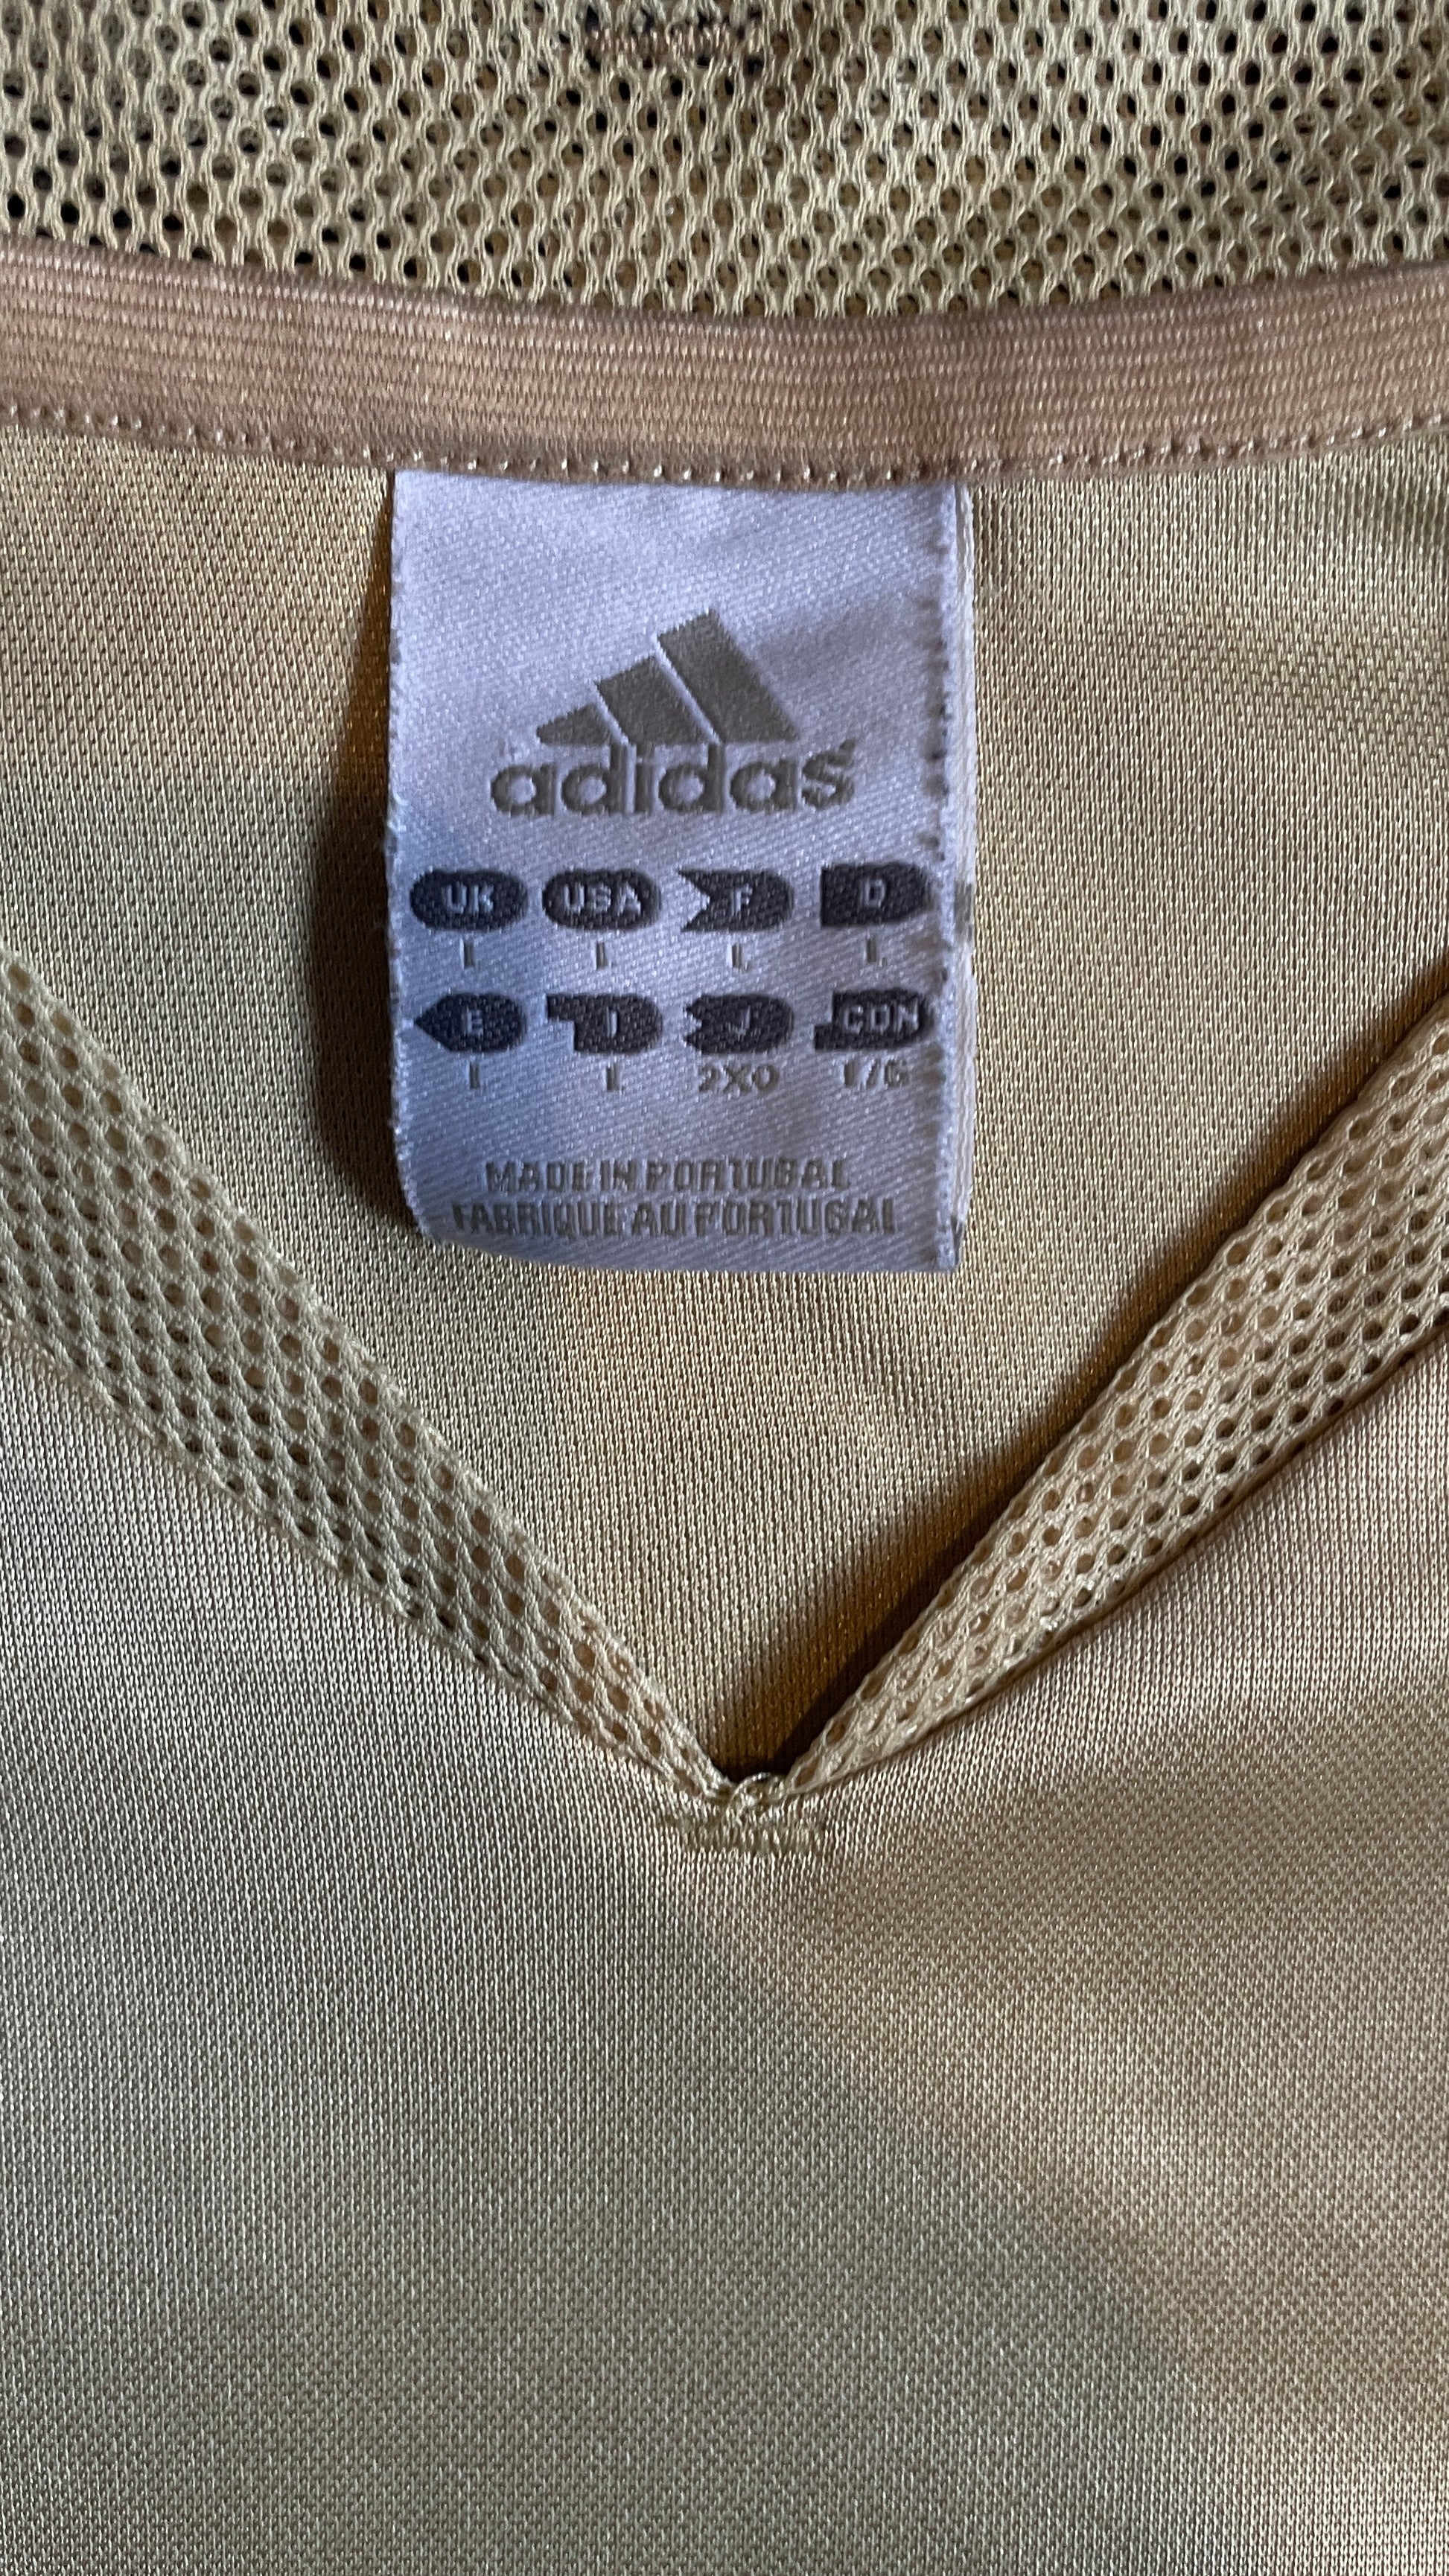 adidas
UK USA F D
L L L L
E I J CDN
L L 2XO L/G
MADE IN PORTUGAL
FABRIQUE AU PORTUGAL